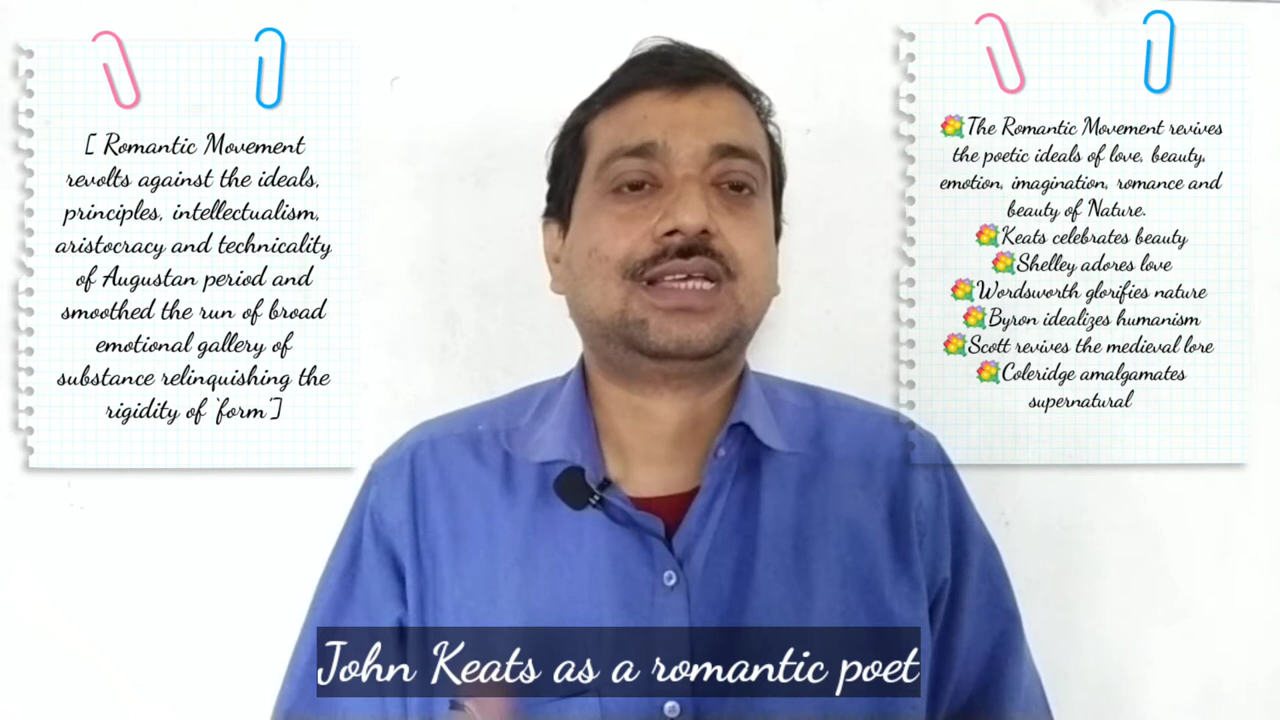 [ Romantic Movement
revolts against the ideals,
principles, intellectualism,
aristocracy and technicality
of Augustan period and
smoothed the run of broad
emotional gallery of
substance relinquishing the
rigidity of 'form']
The Romantic Movement revives
the poetic ideals of love, beauty,
emotion, imagination, romance and
beauty of Nature.
Keats celebrates beauty
Shelley adores love
Wordsworth glorifies nature
Byron idealizes humanism
Scott revives the medieval lore
Coleridge amalgamates
supernatural
John Keats as a romantic poet